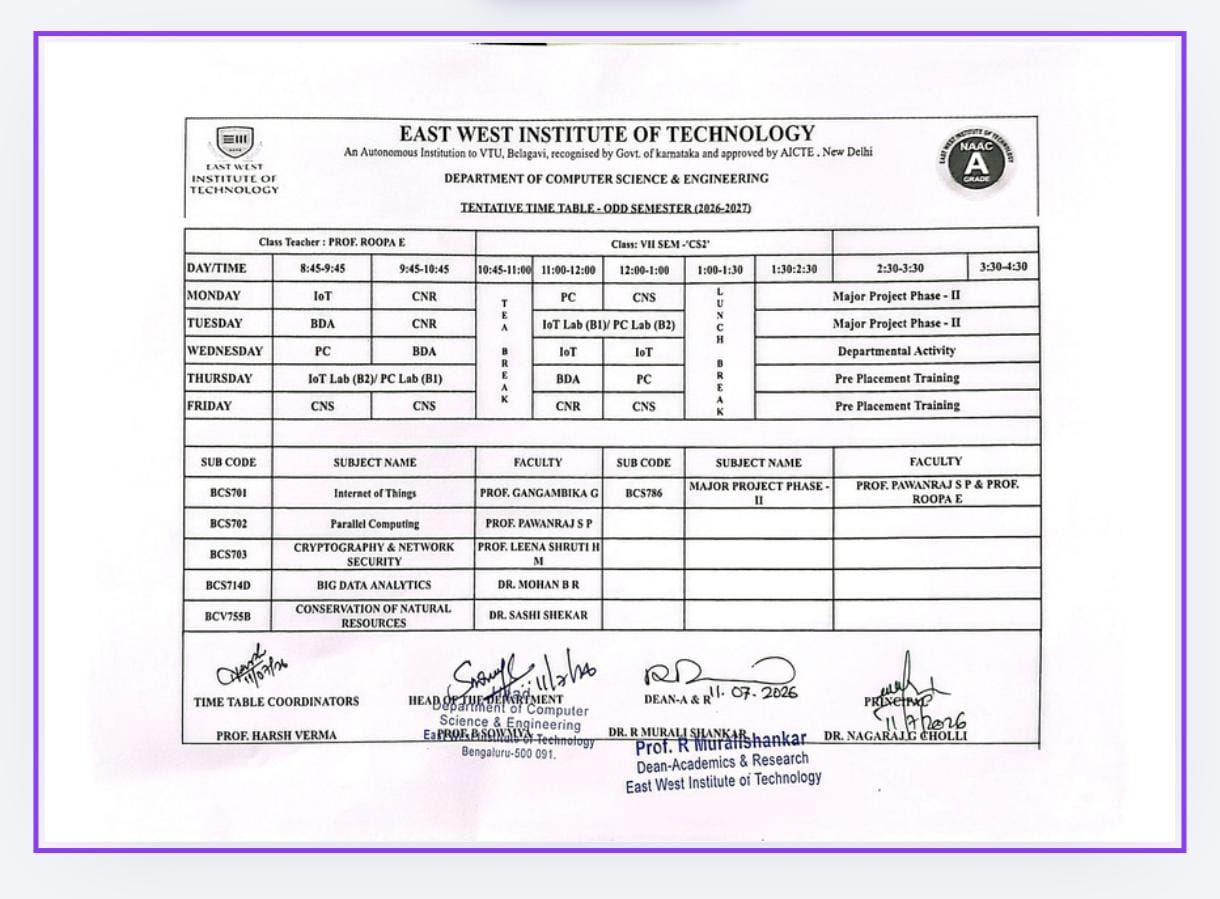 EAST WEST INSTITUTE OF TECHNOLOGY
An Autonomous Institution to VTU, Belagavi, recognised by Govt. of karnataka and approved by AICTE , New Delhi
DEPARTMENT OF COMPUTER SCIENCE & ENGINEERING
TENTATIVE TIME TABLE - ODD SEMESTER (2026-2027)
EAST WEST
INSTITUTE OF
TECHNOLOGY
EAST WEST INSTITUTE OF TECHNOLOGY
NAAC
A
GRADE
Class Teacher : PROF. ROOPA E Class: VII SEM -'CS2'
DAY/TIME 8:45-9:45 9:45-10:45 10:45-11:00 11:00-12:00 12:00-1:00 1:00-1:30 1:30:2:30 2:30-3:30 3:30-4:30
MONDAY IoT CNR TEA BREAK PC CNS LUNCH BREAK Major Project Phase - II
TUESDAY BDA CNR IoT Lab (B1)/ PC Lab (B2) Major Project Phase - II
WEDNESDAY PC BDA IoT IoT Departmental Activity
THURSDAY IoT Lab (B2)/ PC Lab (B1) BDA PC Pre Placement Training
FRIDAY CNS CNS CNR CNS Pre Placement Training
SUB CODE SUBJECT NAME FACULTY SUB CODE SUBJECT NAME FACULTY
BCS701 Internet of Things PROF. GANGAMBIKA G BCS786 MAJOR PROJECT PHASE - II PROF. PAWANRAJ S P & PROF. ROOPA E
BCS702 Parallel Computing PROF. PAWANRAJ S P
BCS703 CRYPTOGRAPHY & NETWORK SECURITY PROF. LEENA SHRUTI H M
BCS714D BIG DATA ANALYTICS DR. MOHAN B R
BCV755B CONSERVATION OF NATURAL RESOURCES DR. SASHI SHEKAR
11/07/26 11/7/26 11.07.2026 11/7/2026
TIME TABLE COORDINATORS HEAD OF THE DEPARTMENT DEAN-A & R PRINCIPAL
PROF. HARSH VERMA PROF. B SOWMYA DR. R MURALI SHANKAR DR. NAGARAJ G CHOLLI
Head
Department of Computer
Science & Engineering
East West Institute of Technology
Bengaluru-500 091.
Prof. R Muralishankar
Dean-Academics & Research
East West Institute of Technology